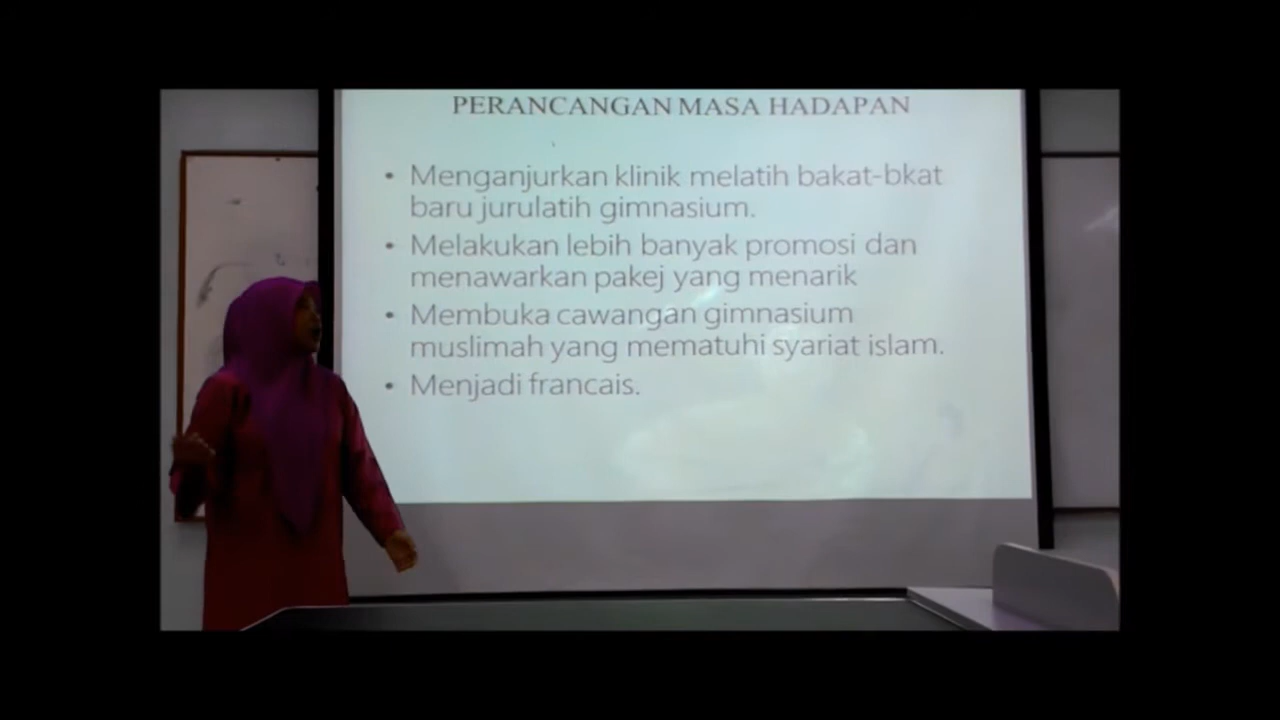 PERANCANGAN MASA HADAPAN
• Menganjurkan klinik melatih bakat-bkat
baru jurulatih gimnasium.
• Melakukan lebih banyak promosi dan
menawarkan pakej yang menarik
• Membuka cawangan gimnasium
muslimah yang mematuhi syariat islam.
• Menjadi francais.